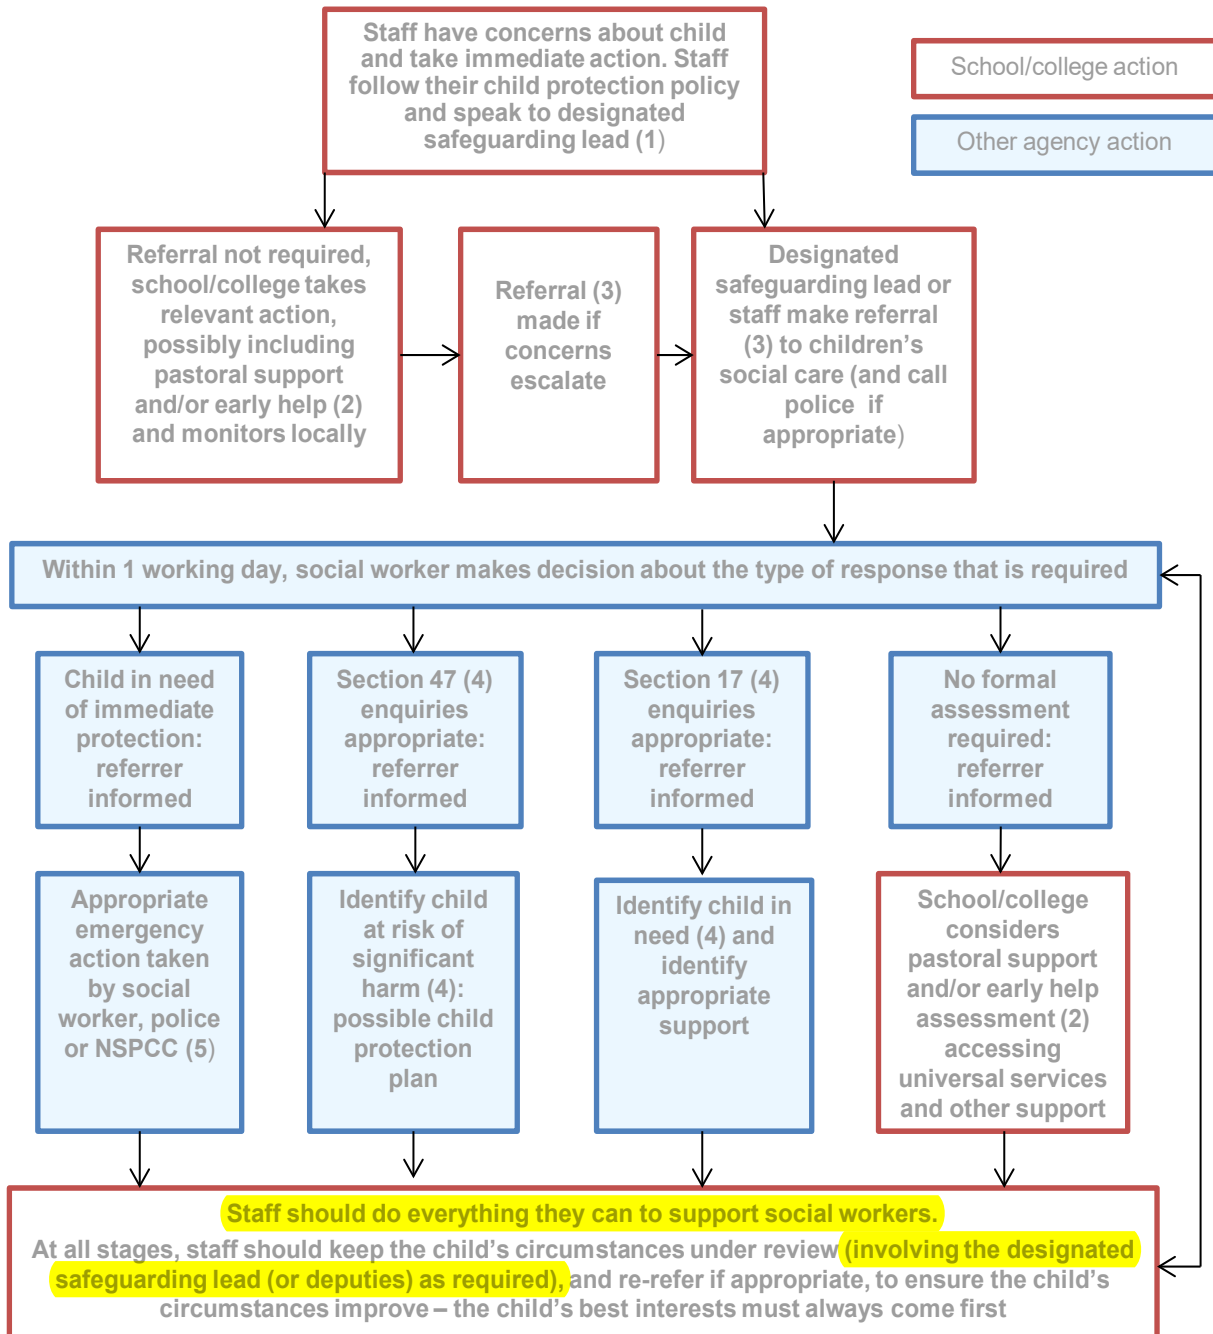 Staff have concerns about child
and take immediate action. Staff
follow their child protection policy
and speak to designated
safeguarding lead (1)
School/college action
Other agency action
Referral not required,
school/college takes
relevant action,
possibly including
pastoral support
and/or early help (2)
and monitors locally
Referral (3)
made if
concerns
escalate
Designated
safeguarding lead or
staff make referral
(3) to children’s
social care (and call
police if
appropriate)
Within 1 working day, social worker makes decision about the type of response that is required
Child in need
of immediate
protection:
referrer
informed
Section 47 (4)
enquiries
appropriate:
referrer
informed
Section 17 (4)
enquiries
appropriate:
referrer
informed
No formal
assessment
required:
referrer
informed
Appropriate
emergency
action taken
by social
worker, police
or NSPCC (5)
Identify child
at risk of
significant
harm (4):
possible child
protection
plan
Identify child in
need (4) and
identify
appropriate
support
School/college
considers
pastoral support
and/or early help
assessment (2)
accessing
universal services
and other support
Staff should do everything they can to support social workers.
At all stages, staff should keep the child’s circumstances under review (involving the designated
safeguarding lead (or deputies) as required), and re-refer if appropriate, to ensure the child’s
circumstances improve – the child’s best interests must always come first